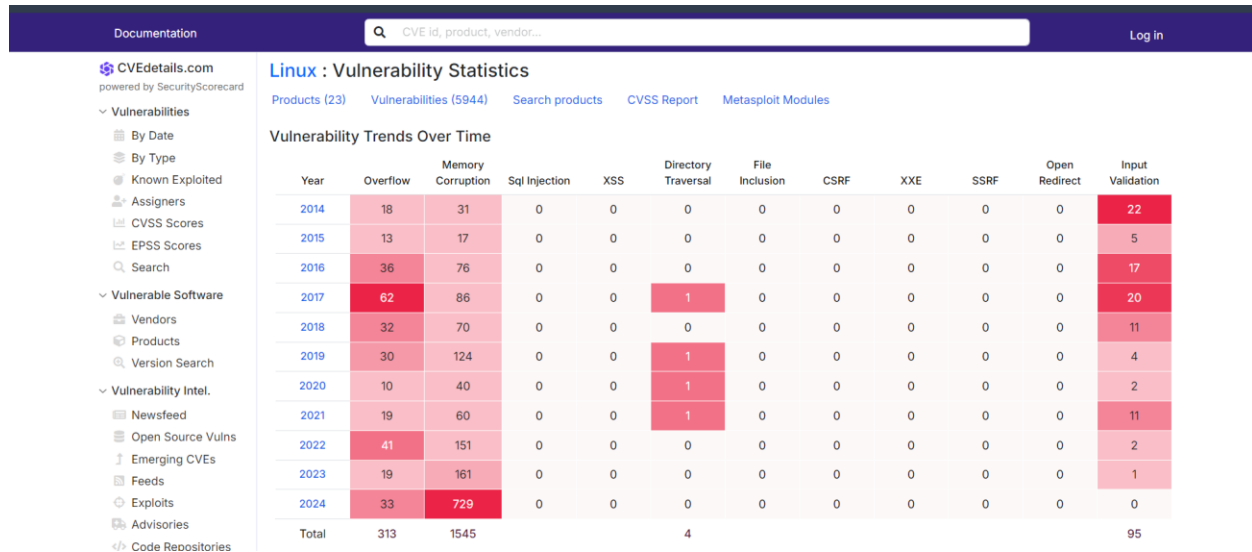 Documentation
CVE id, product, vendor...
Log in
CVEdetails.com
powered by SecurityScorecard
Vulnerabilities
By Date
By Type
Known Exploited
Assigners
CVSS Scores
EPSS Scores
Search
Vulnerable Software
Vendors
Products
Version Search
Vulnerability Intel.
Newsfeed
Open Source Vulns
Emerging CVEs
Feeds
Exploits
Advisories
Code Repositories
Linux : Vulnerability Statistics
Products (23) Vulnerabilities (5944) Search products CVSS Report Metasploit Modules
Vulnerability Trends Over Time
Year Overflow Memory Corruption Sql Injection XSS Directory Traversal File Inclusion CSRF XXE SSRF Open Redirect Input Validation
2014 18 31 0 0 0 0 0 0 0 0 22
2015 13 17 0 0 0 0 0 0 0 0 5
2016 36 76 0 0 0 0 0 0 0 0 17
2017 62 86 0 0 1 0 0 0 0 0 20
2018 32 70 0 0 0 0 0 0 0 0 11
2019 30 124 0 0 1 0 0 0 0 0 4
2020 10 40 0 0 1 0 0 0 0 0 2
2021 19 60 0 0 1 0 0 0 0 0 11
2022 41 151 0 0 0 0 0 0 0 0 2
2023 19 161 0 0 0 0 0 0 0 0 1
2024 33 729 0 0 0 0 0 0 0 0 0
Total 313 1545 4 95